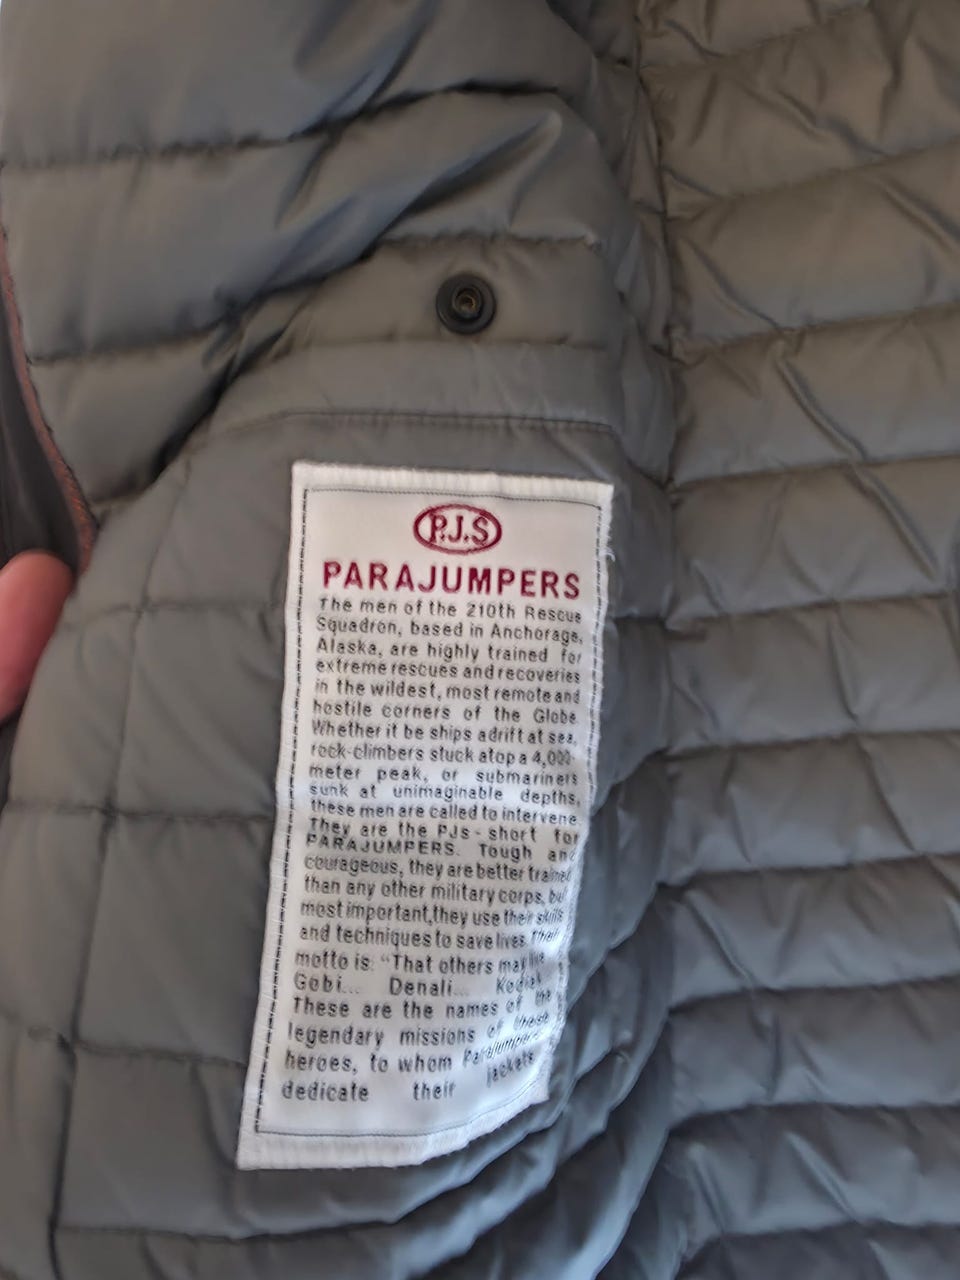 P.J.S
PARAJUMPERS
The men of the 210th Rescue
Squadron, based in Anchorage,
Alaska, are highly trained for
extreme rescues and recoveries
in the wildest, most remote and
hostile corners of the Globe.
Whether it be ships adrift at sea,
rock-climbers stuck atop a 4,000-
meter peak, or submariners
sunk at unimaginable depths,
these men are called to intervene.
They are the PJs - short for
PARAJUMPERS. Tough and
courageous, they are better trained
than any other military corps, but
most important,they use their skills
and techniques to save lives. Their
motto is: “That others may live
Gobi... Denali... Kodiak
These are the names of the
legendary missions of these
heroes, to whom Parajumpers
dedicate their jackets